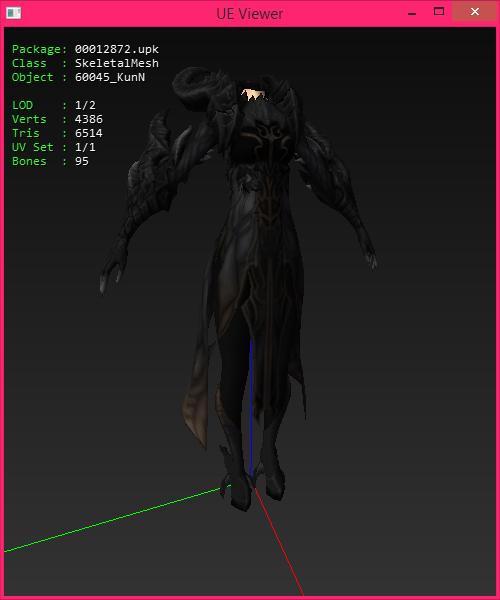 UE Viewer
Package: 00012872.upk
Class : SkeletalMesh
Object : 60045_KunN
LOD : 1/2
Verts : 4386
Tris : 6514
UV Set : 1/1
Bones : 95